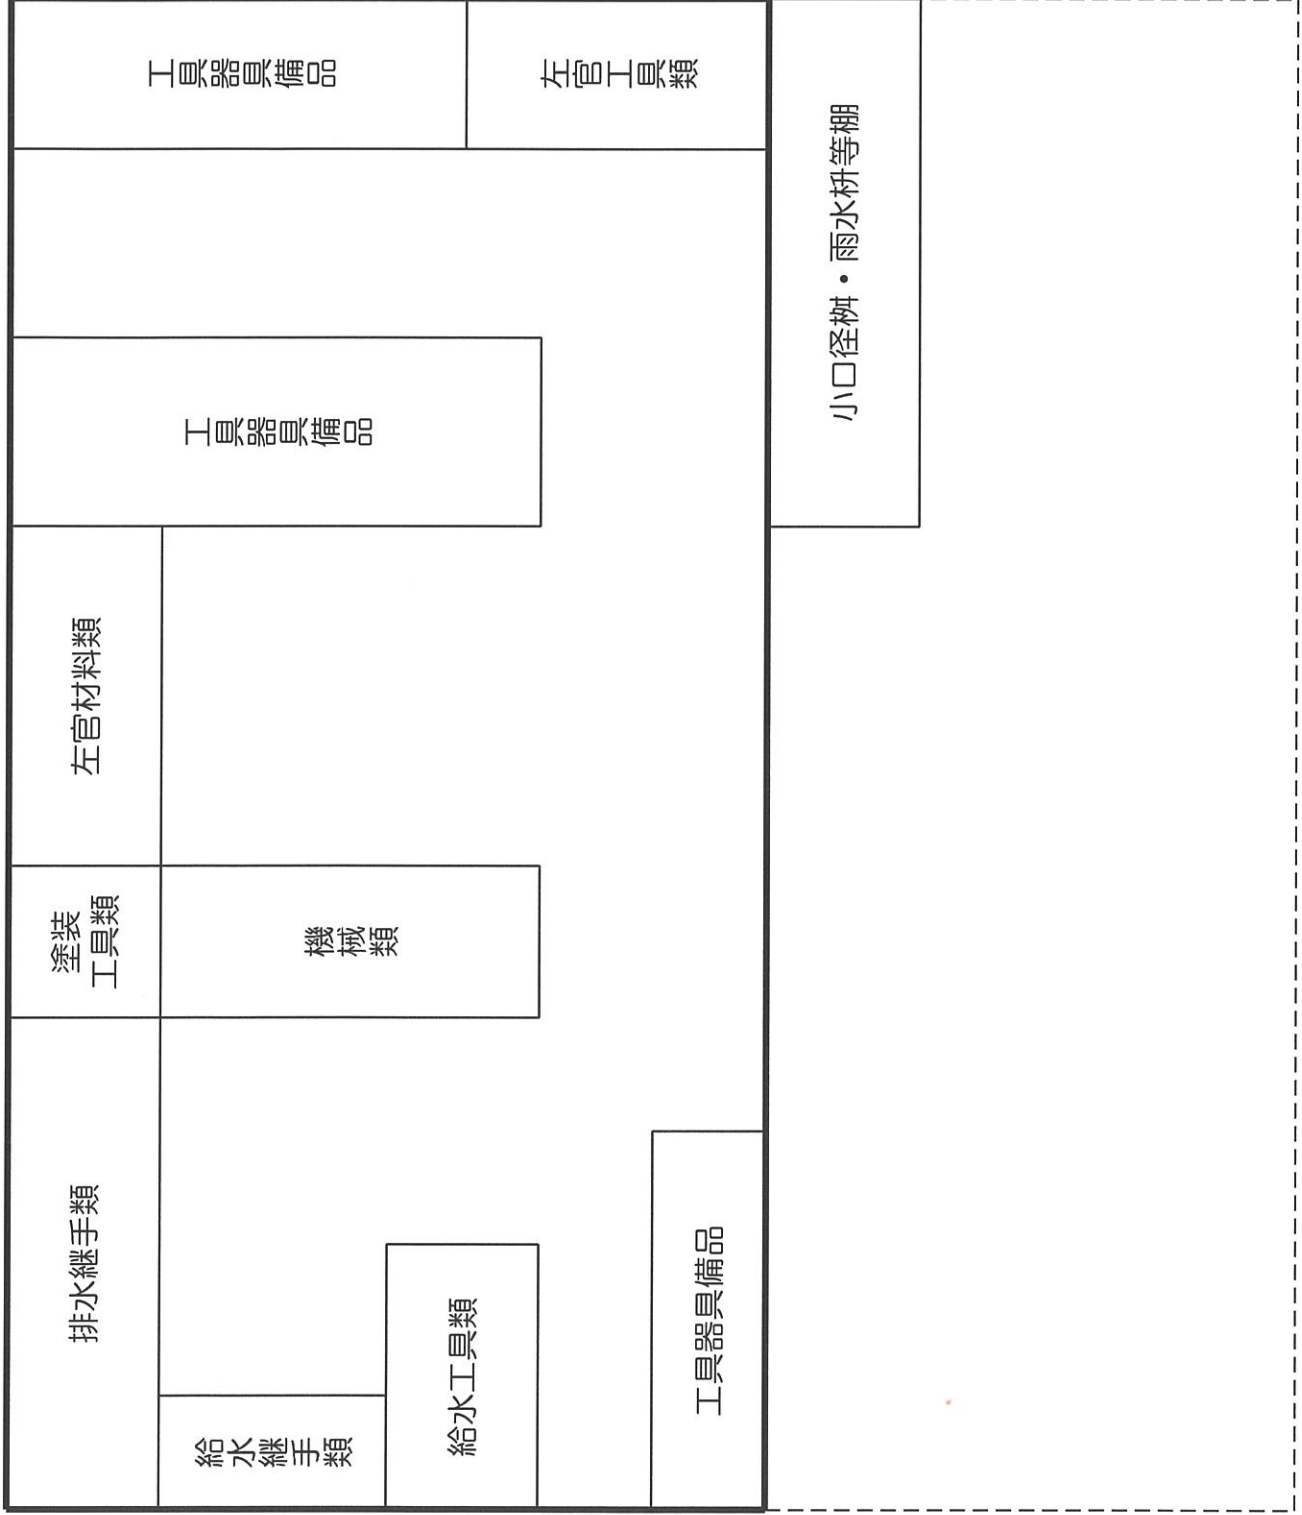 工具器具備品
左官工具類
小口径桝・雨水枡等棚
工具器具備品
左官材料類
塗装
工具類
機械類
排水継手類
給水継手類
給水工具類
工具器具備品